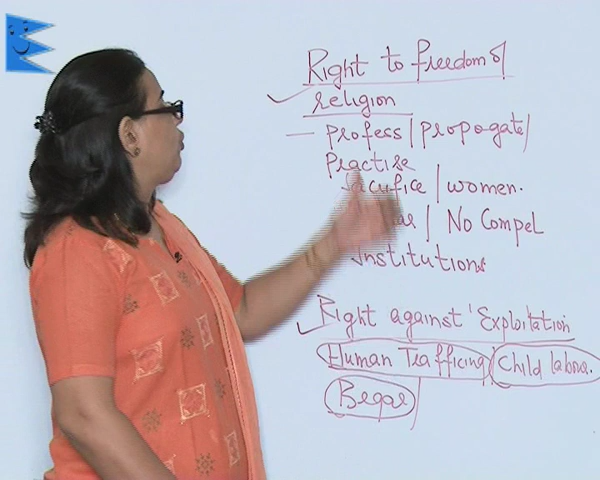 Right to freedom of
religion
— Profess / Propogate /
Practise
Sacrifice / women.
/ No Compel
Institutions
Right against Exploitation
Human Trafficing Child labour.
Begar